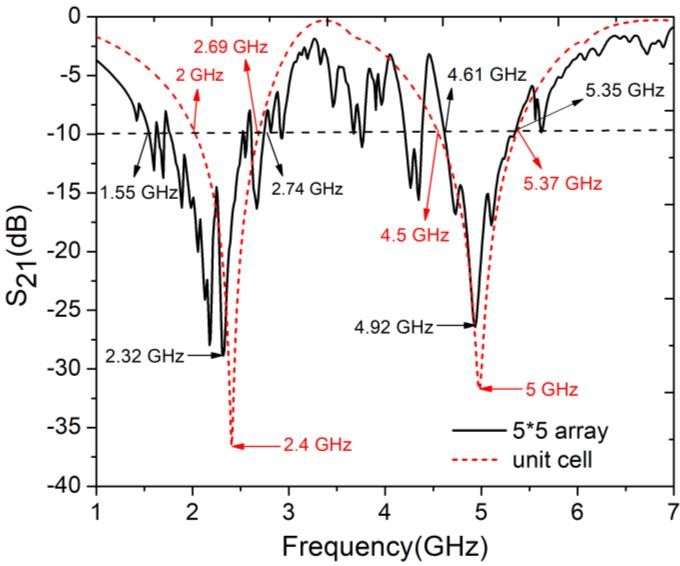 0
-5
-10
-15
-20
-25
-30
-35
-40
S21(dB)
2.69 GHz
2 GHz
4.61 GHz
5.35 GHz
1.55 GHz
2.74 GHz
5.37 GHz
4.5 GHz
4.92 GHz
2.32 GHz
5 GHz
2.4 GHz
5*5 array
unit cell
1 2 3 4 5 6 7
Frequency(GHz)